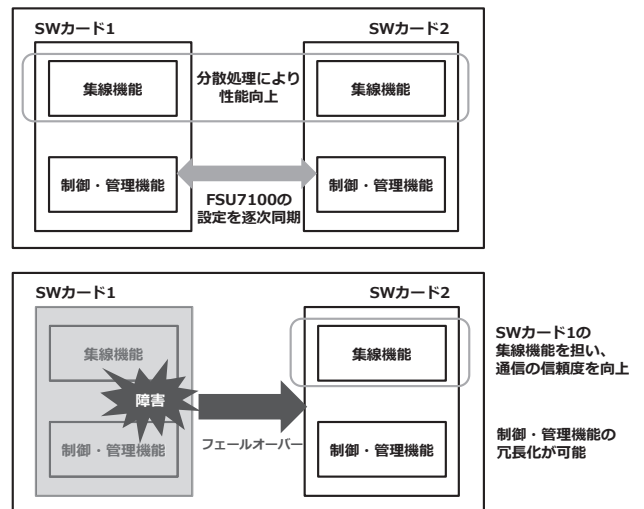 SWカード1
SWカード2
集線機能
分散処理により
性能向上
集線機能
制御・管理機能
制御・管理機能
FSU7100の
設定を逐次同期
SWカード1
SWカード2
集線機能
集線機能
SWカード1の
集線機能を担い、
通信の信頼度を向上
障害
フェールオーバー
制御・管理機能
制御・管理機能
制御・管理機能の
冗長化が可能